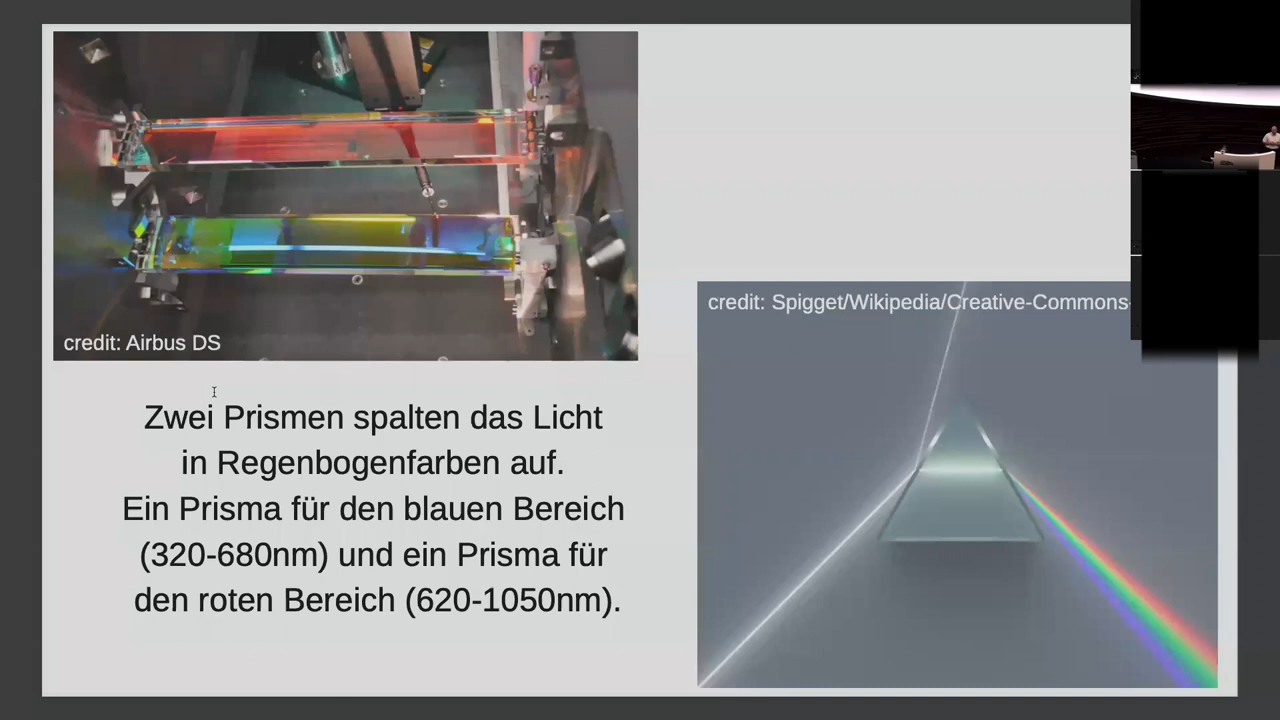 credit: Airbus DS
credit: Spigget/Wikipedia/Creative-Commons-
Zwei Prismen spalten das Licht
in Regenbogenfarben auf.
Ein Prisma für den blauen Bereich
(320-680nm) und ein Prisma für
den roten Bereich (620-1050nm).